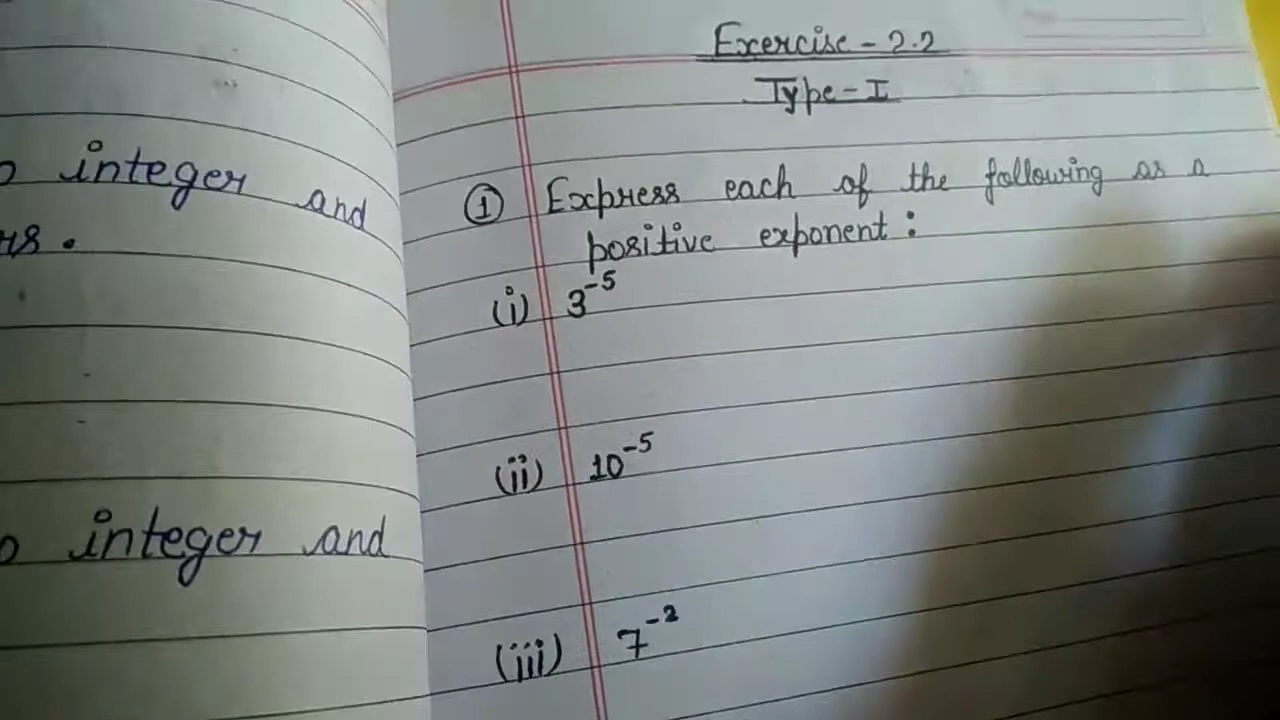 integer and
Exercise - 2.2
Type - I
① Express each of the following as a
positive exponent :
(i) 3⁻⁵
(ii) 10⁻⁵
(iii) 7⁻²
integer and